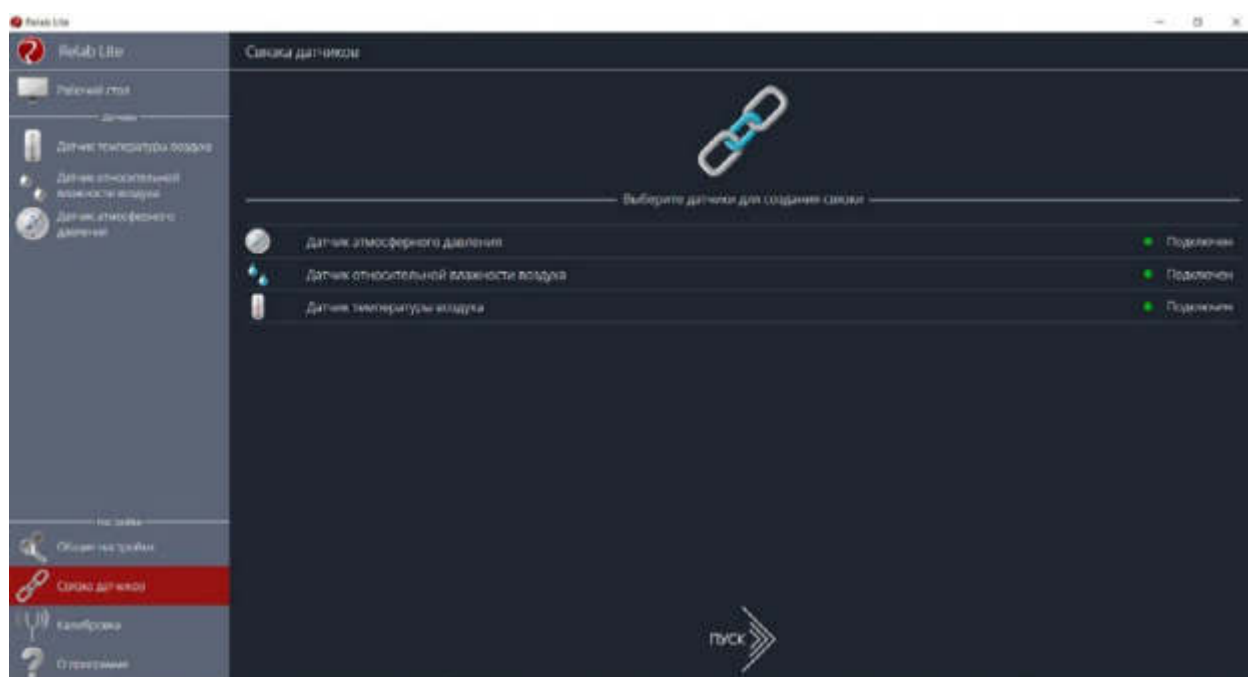 Relab Lite
Relab Lite
Связка датчиков
Рабочий стол
Датчики
Датчик температуры воздуха
Датчик относительной
влажности воздуха
Датчик атмосферного
давления
Выберите датчики для создания связки
Датчик атмосферного давления
Подключен
Датчик относительной влажности воздуха
Подключен
Датчик температуры воздуха
Подключен
Настройки
Общие настройки
Связка датчиков
Калибровка
О программе
ПУСК